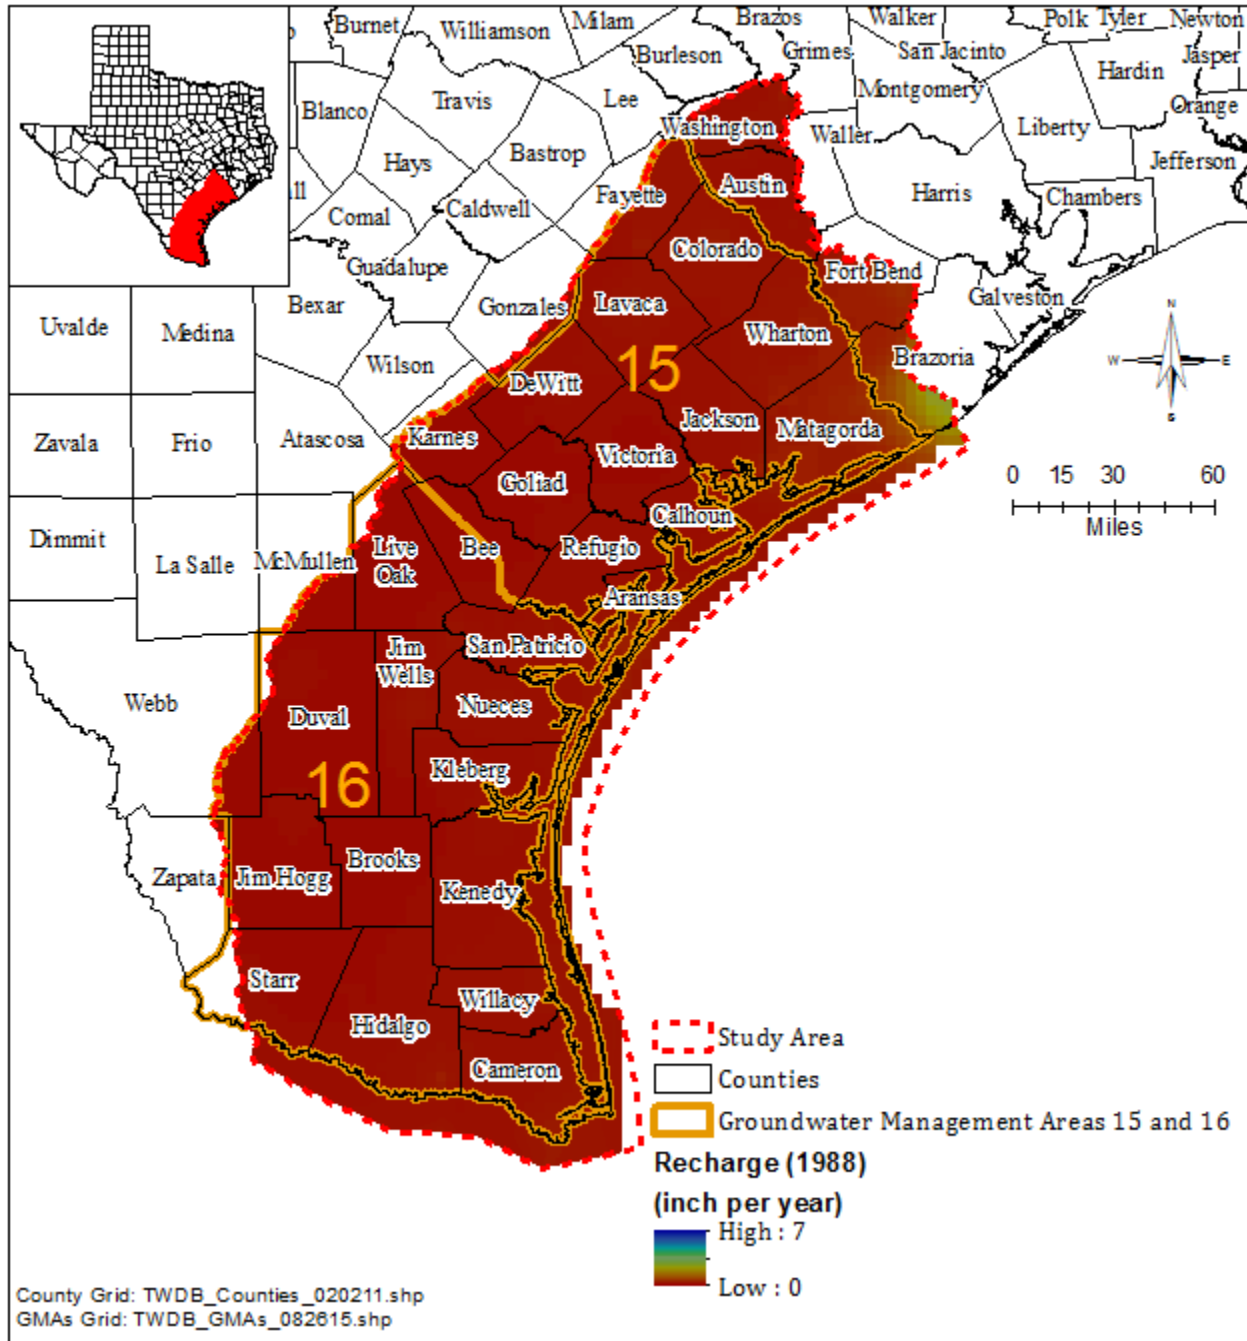 Burnet
Williamson
Milam
Brazos
Walker
Polk
Tyler
Newton
Burleson
Grimes
San Jacinto
Jasper
Hardin
Blanco
Travis
Lee
Montgomery
Orange
Washington
Waller
Liberty
Hays
Bastrop
Jefferson
Fayette
Austin
Harris
Chambers
Comal
Caldwell
Colorado
Guadalupe
Fort Bend
Bexar
Gonzales
Lavaca
Galveston
Uvalde
Medina
Wharton
N
Wilson
Brazoria
W
E
DeWitt
15
S
Zavala
Frio
Atascosa
Karnes
Jackson
Matagorda
Victoria
Goliad
0 15 30 60
Miles
Dimmit
La Salle
McMullen
Live
Oak
Bee
Refugio
Calhoun
Aransas
San Patricio
Jim
Wells
Webb
Duval
Nueces
16
Kleberg
Zapata
Jim Hogg
Brooks
Kenedy
Starr
Willacy
Hidalgo
Cameron
Study Area
Counties
Groundwater Management Areas 15 and 16
Recharge (1988)
(inch per year)
High : 7
Low : 0
County Grid: TWDB_Counties_020211.shp
GMAs Grid: TWDB_GMAs_082615.shp